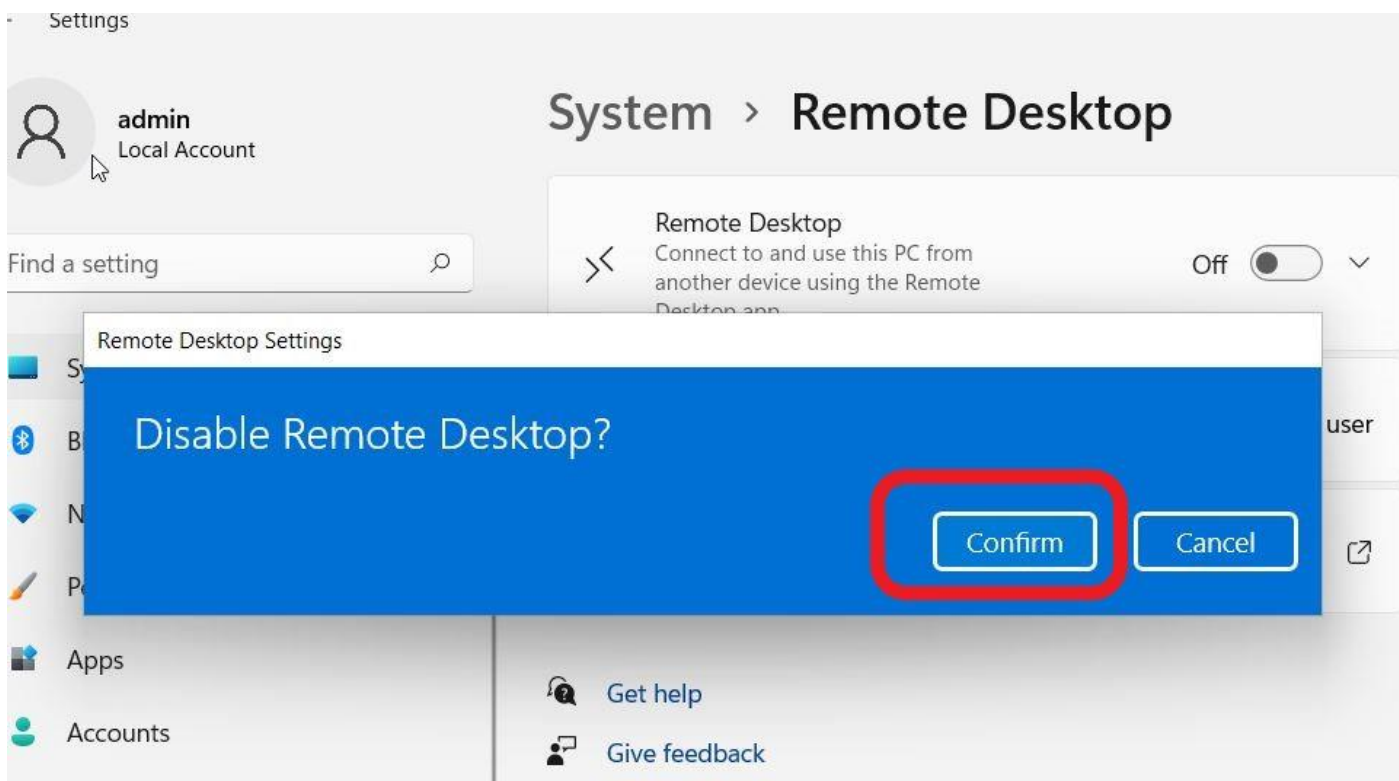 Settings
admin
Local Account
System > Remote Desktop
Find a setting
Remote Desktop
Connect to and use this PC from
another device using the Remote
Desktop app
Off
Remote Desktop Settings
Disable Remote Desktop?
user
Confirm
Cancel
Apps
Accounts
Get help
Give feedback